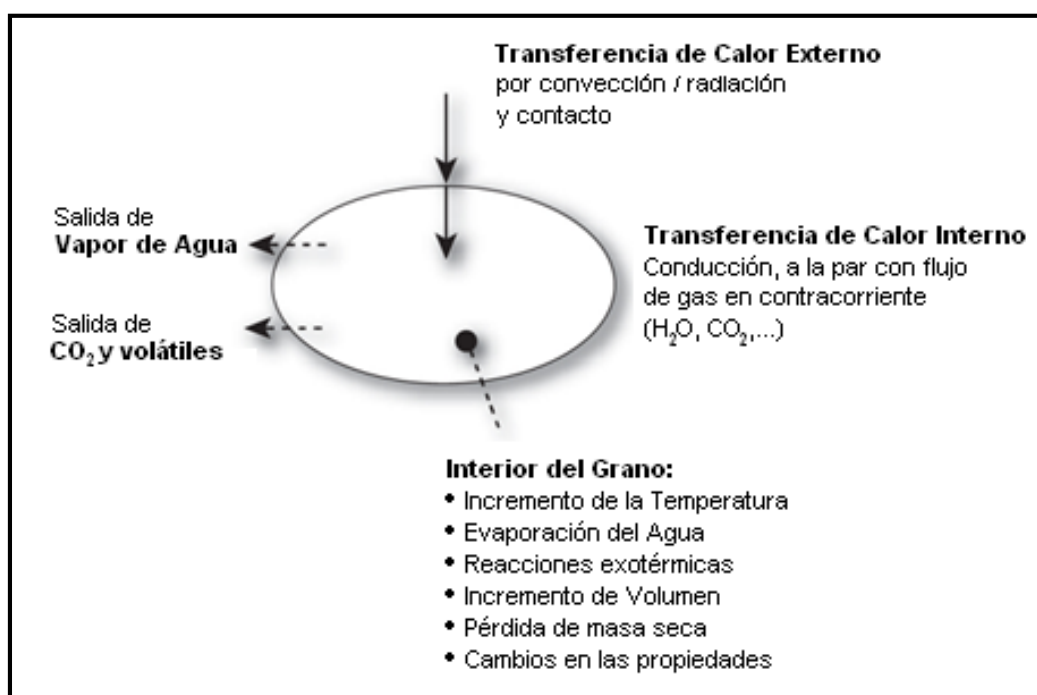 Transferencia de Calor Externo
por convección / radiación
y contacto
Salida de
Vapor de Agua
Salida de
CO₂ y volátiles
Transferencia de Calor Interno
Conducción, a la par con flujo
de gas en contracorriente
(H₂O, CO₂,...)
Interior del Grano:
• Incremento de la Temperatura
• Evaporación del Agua
• Reacciones exotérmicas
• Incremento de Volumen
• Pérdida de masa seca
• Cambios en las propiedades